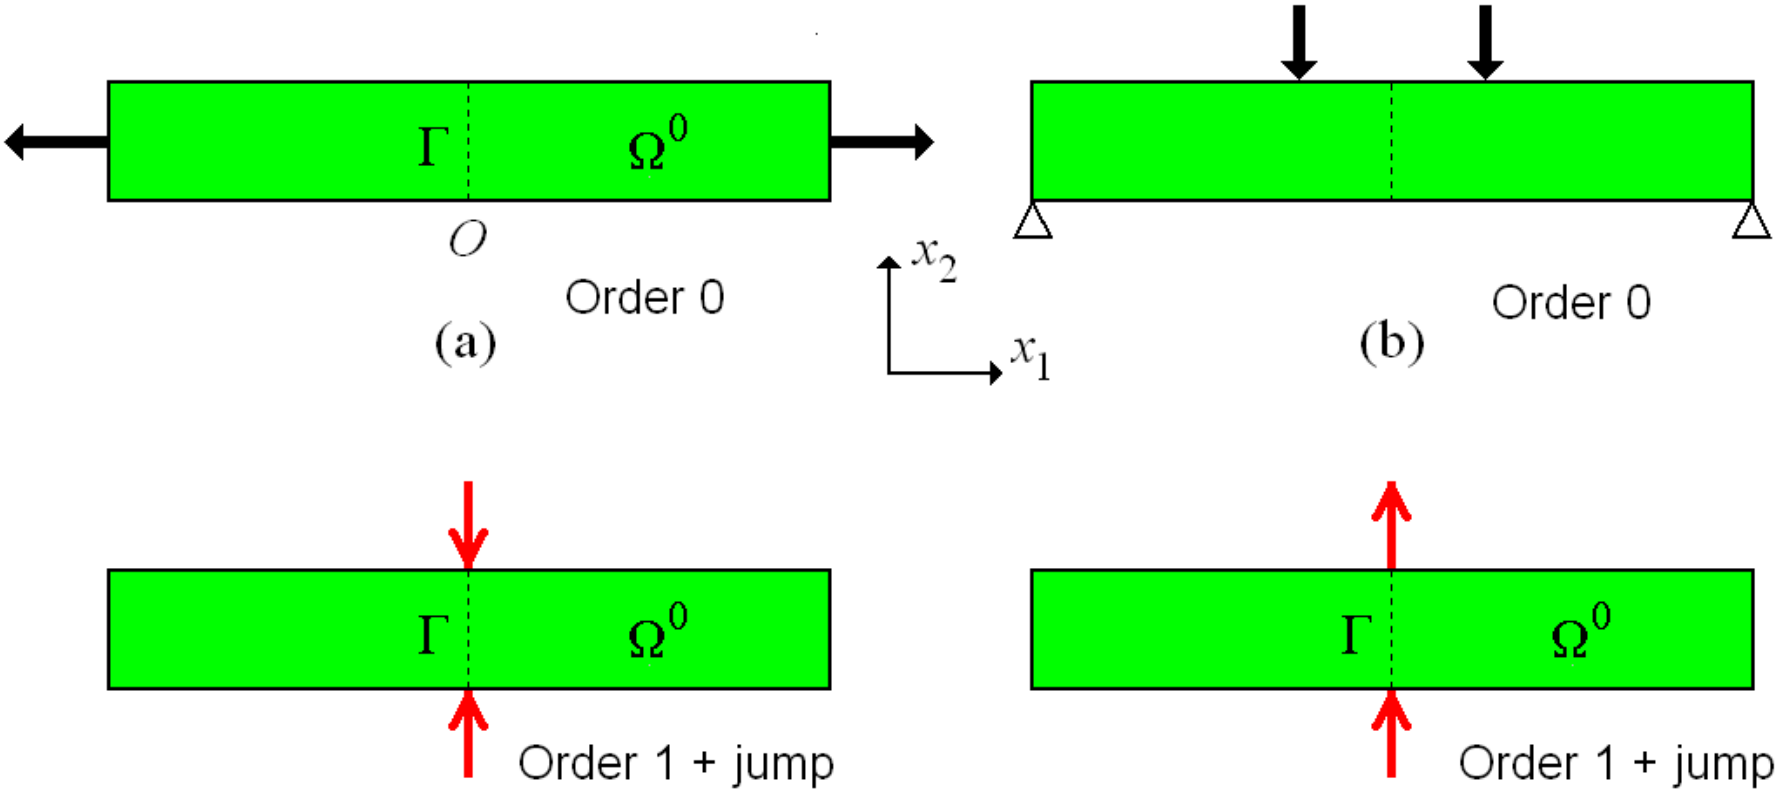 Γ Ω⁰
O
x₂
Order 0
Order 0
(a)
x₁
(b)
Γ Ω⁰
Γ Ω⁰
Order 1 + jump
Order 1 + jump